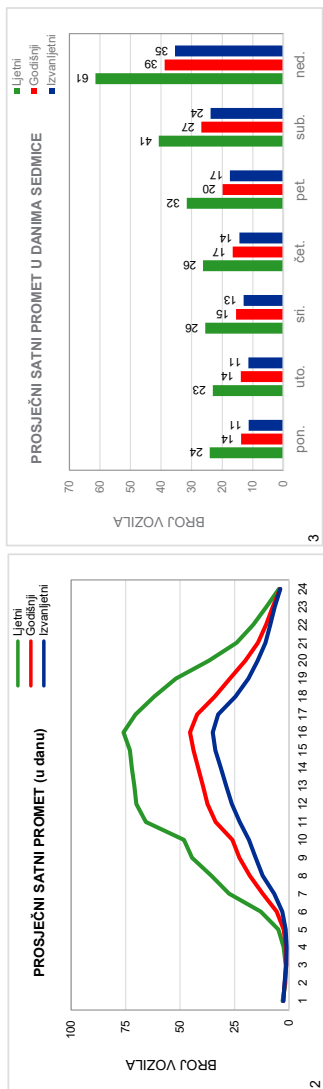 PROSJEČNI SATNI PROMET (u danu)
Ljetni
Godišnji
Izvanljetni
BROJ VOZILA
100
75
50
25
0
1 2 3 4 5 6 7 8 9 10 11 12 13 14 15 16 17 18 19 20 21 22 23 24
2
PROSJEČNI SATNI PROMET U DANIMA SEDMICE
Ljetni
Godišnji
Izvanljetni
BROJ VOZILA
70
60
50
40
30
20
10
0
24 14 11 23 14 11 26 15 13 26 17 14 32 20 17 41 27 24 61 39 35
pon. uto. sri. čet. pet. sub. ned.
3